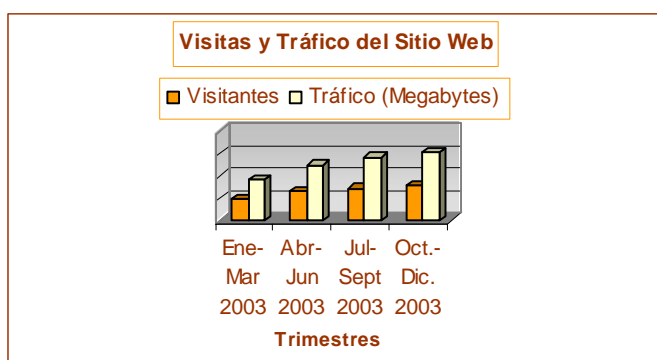 Visitas y Tráfico del Sitio Web
Visitantes Tráfico (Megabytes)
Ene- Abr- Jul- Oct.-
Mar Jun Sept Dic.
2003 2003 2003 2003
Trimestres